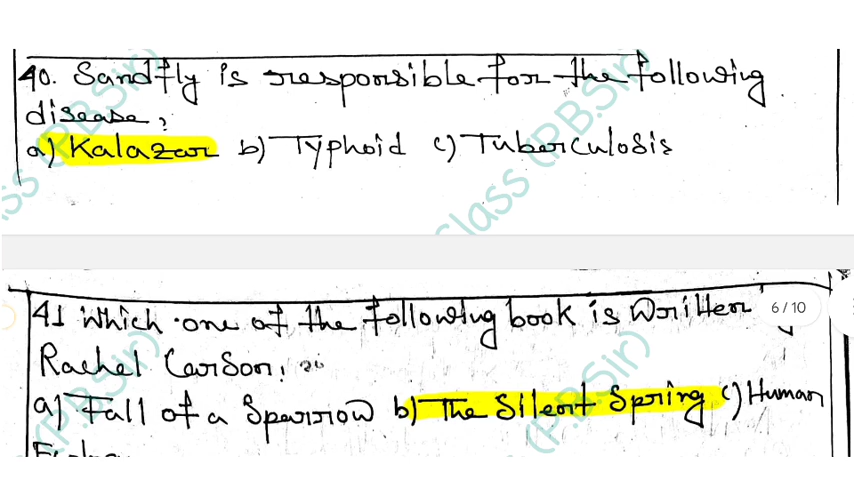 40. Sandfly is responsible for the following
disease,
a) Kalazar b) Typhoid c) Tuberculosis
41 Which one of the following book is Written
6/10
Rachel Carson:
a) Fall of a Sparrow b) The Silent Spring c) Human